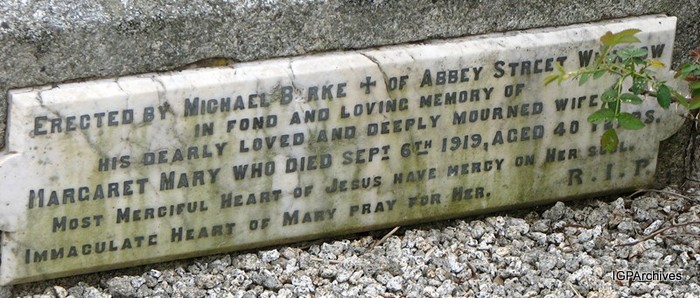 Erected by Michael Burke ✝ of Abbey Street Wicklow
in fond and loving memory of
his dearly loved and deeply mourned wife
Margaret Mary who died Sept 6th 1919, aged 40 years.
Most Merciful Heart of Jesus have mercy on Her Soul.
Immaculate Heart of Mary pray for Her. R.I.P.
IGPArchives